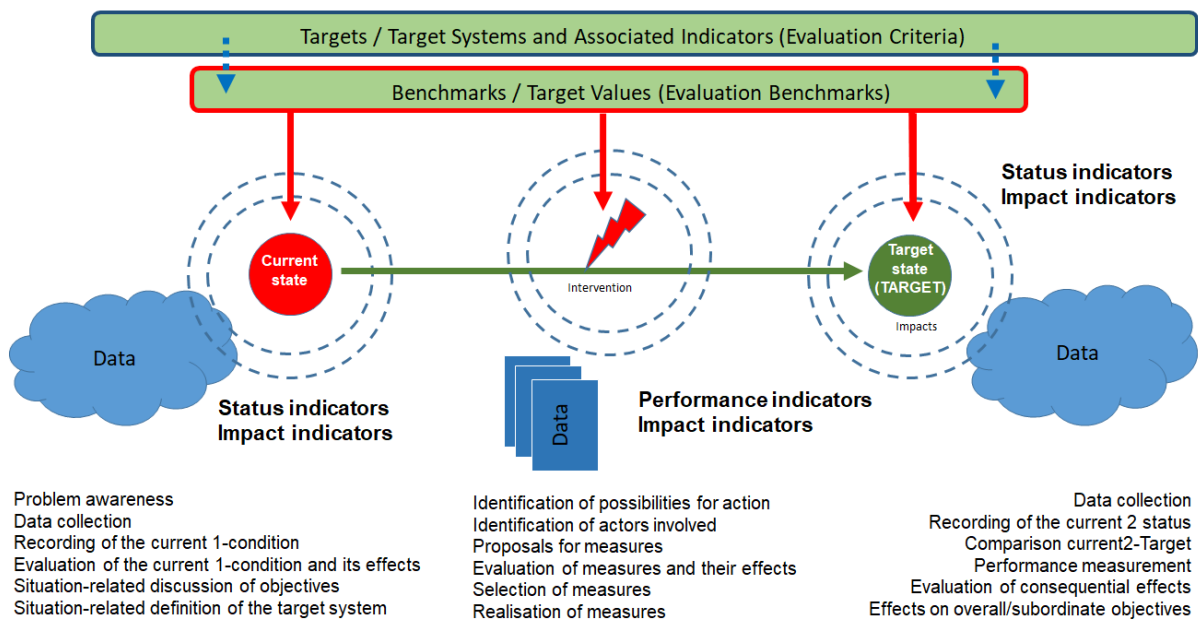 Targets / Target Systems and Associated Indicators (Evaluation Criteria)
Benchmarks / Target Values (Evaluation Benchmarks)
Status indicators
Impact indicators
Current
state
Intervention
Target
state
(TARGET)
Impacts
Data
Data
Status indicators
Impact indicators
Data
Performance indicators
Impact indicators
Problem awareness
Data collection
Recording of the current 1-condition
Evaluation of the current 1-condition and its effects
Situation-related discussion of objectives
Situation-related definition of the target system
Identification of possibilities for action
Identification of actors involved
Proposals for measures
Evaluation of measures and their effects
Selection of measures
Realisation of measures
Data collection
Recording of the current 2 status
Comparison current2-Target
Performance measurement
Evaluation of consequential effects
Effects on overall/subordinate objectives